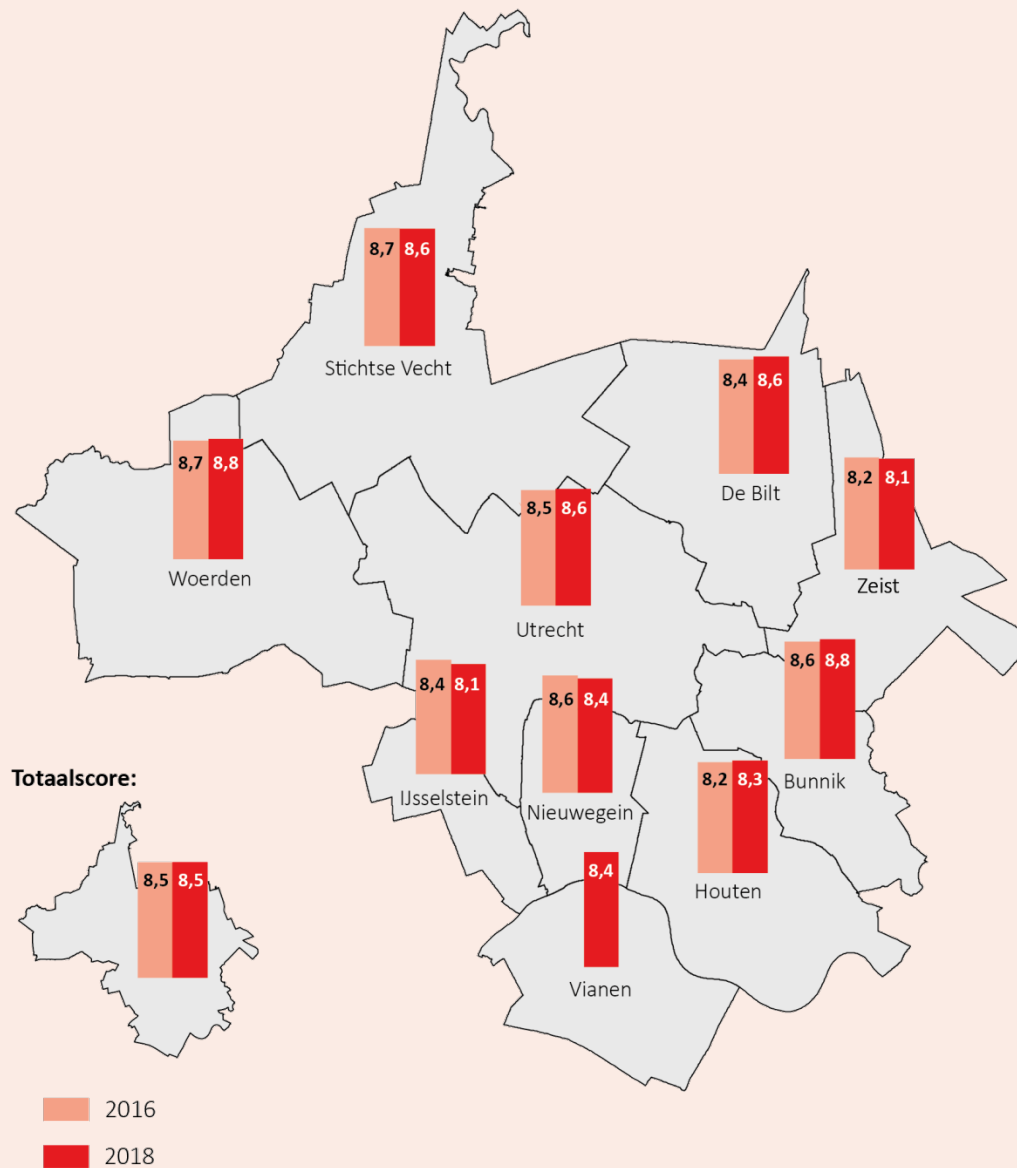 8,7 8,6
Stichtse Vecht
8,4 8,6
De Bilt
8,7 8,8
Woerden
8,2 8,1
Zeist
8,5 8,6
Utrecht
8,6 8,8
Bunnik
8,4 8,1
IJsselstein
8,6 8,4
Nieuwegein
8,2 8,3
Houten
8,4
Vianen
Totaalscore:
8,5 8,5
2016
2018